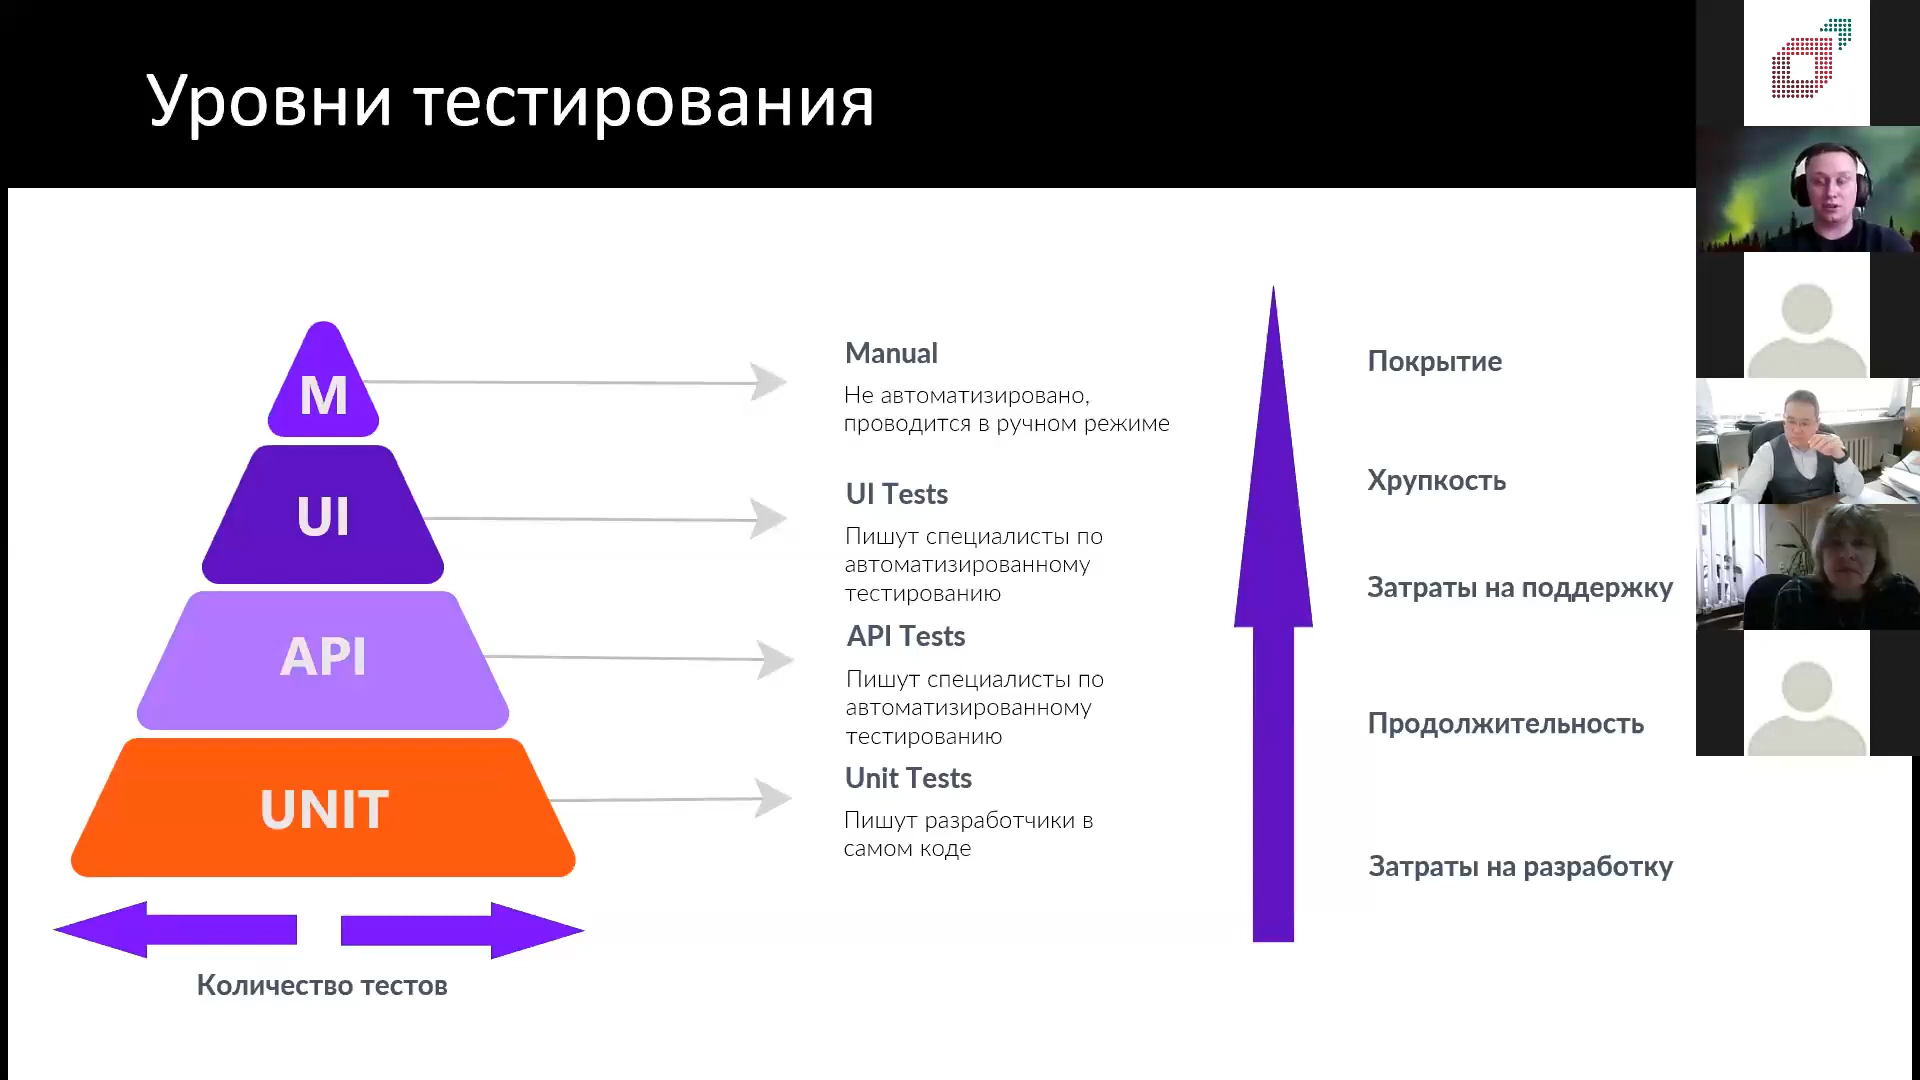 Уровни тестирования
M
UI
API
UNIT
Количество тестов
Manual
Не автоматизировано,
проводится в ручном режиме
UI Tests
Пишут специалисты по
автоматизированному
тестированию
API Tests
Пишут специалисты по
автоматизированному
тестированию
Unit Tests
Пишут разработчики в
самом коде
Покрытие
Хрупкость
Затраты на поддержку
Продолжительность
Затраты на разработку